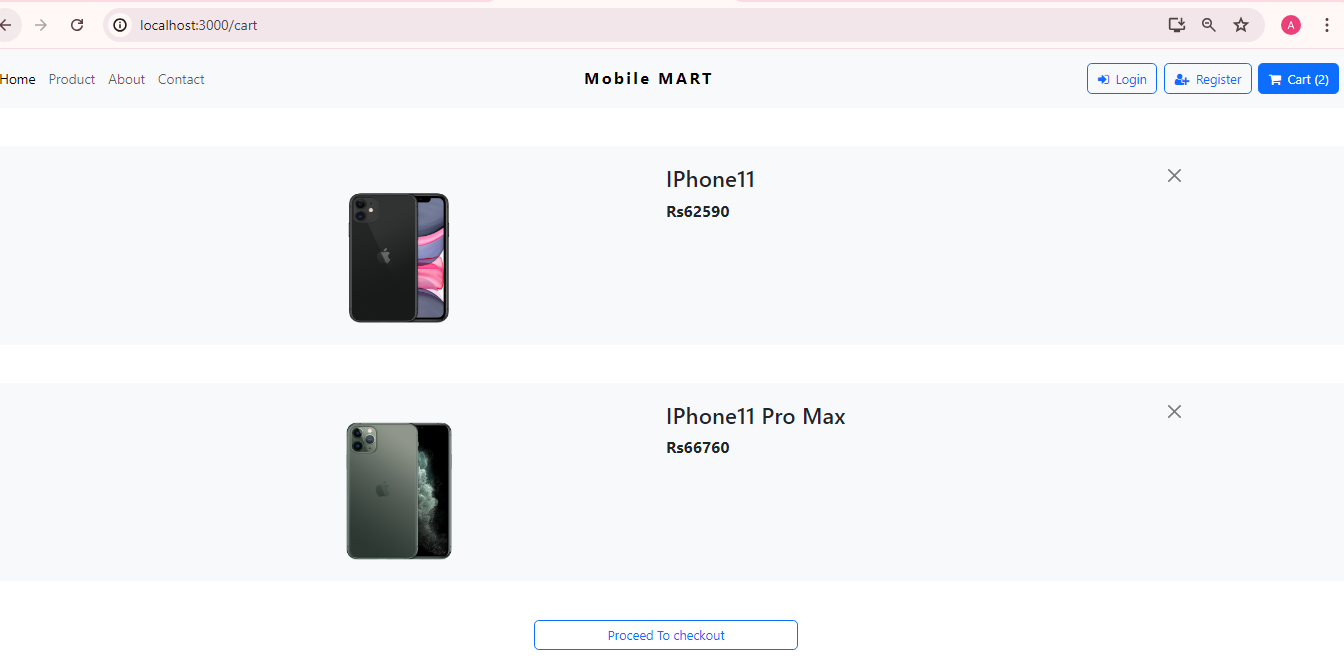 localhost:3000/cart
A
Home Product About Contact
Mobile MART
Login Register Cart (2)
IPhone11
Rs62590
IPhone11 Pro Max
Rs66760
Proceed To checkout